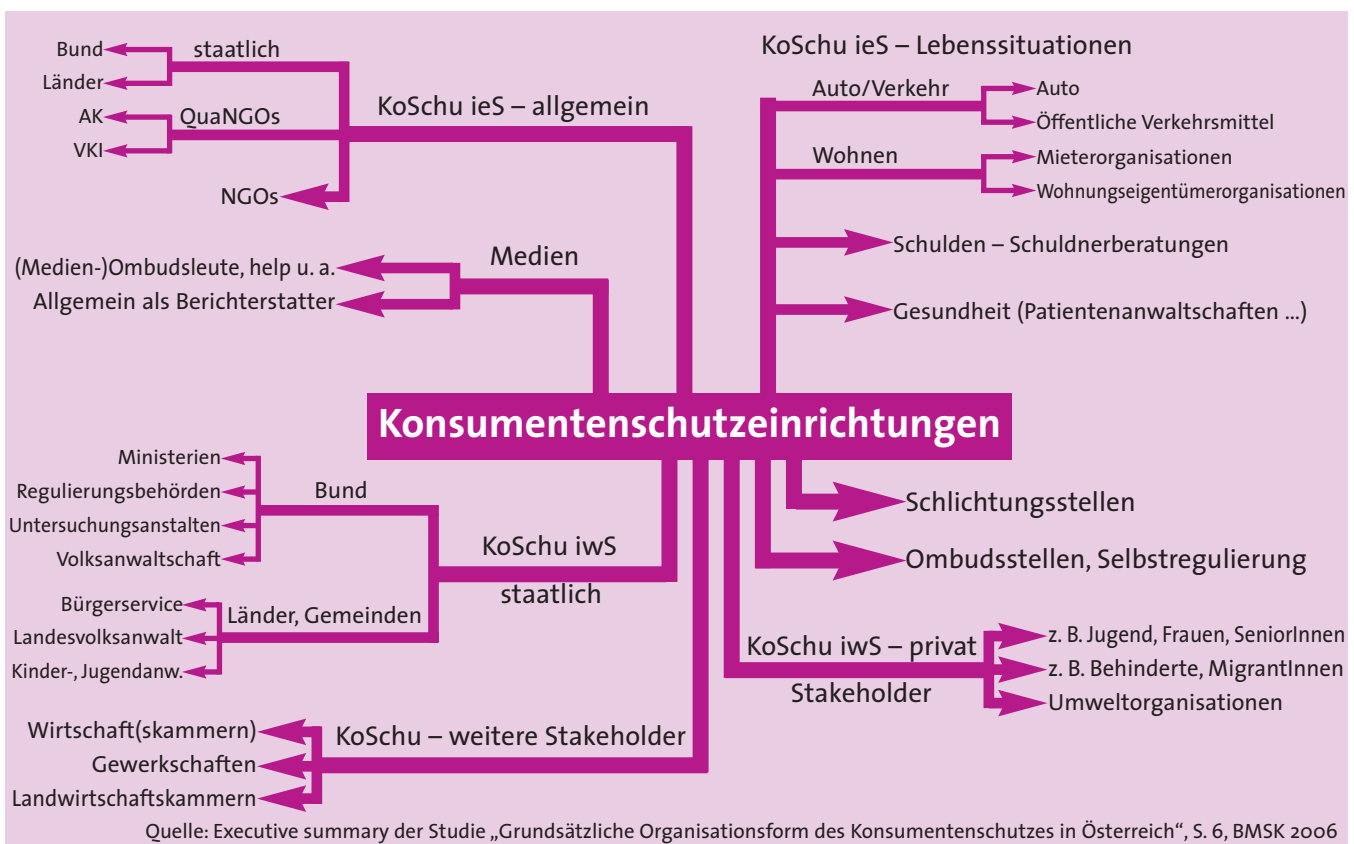 KoSchu ieS – allgemein
staatlich
Bund
Länder
QuaNGOs
AK
VKI
NGOs
Medien
(Medien-)Ombudsleute, help u. a.
Allgemein als Berichterstatter
KoSchu ieS – Lebenssituationen
Auto/Verkehr
Auto
Öffentliche Verkehrsmittel
Wohnen
Mieterorganisationen
Wohnungseigentümerorganisationen
Schulden – Schuldnerberatungen
Gesundheit (Patientenanwaltschaften ...)
Konsumentenschutzeinrichtungen
KoSchu iwS
staatlich
Bund
Ministerien
Regulierungsbehörden
Untersuchungsanstalten
Volksanwaltschaft
Länder, Gemeinden
Bürgerservice
Landesvolksanwalt
Kinder-, Jugendanw.
KoSchu – weitere Stakeholder
Wirtschaft(skammern)
Gewerkschaften
Landwirtschaftskammern
Schlichtungsstellen
Ombudsstellen, Selbstregulierung
KoSchu iwS – privat
Stakeholder
z. B. Jugend, Frauen, SeniorInnen
z. B. Behinderte, MigrantInnen
Umweltorganisationen
Quelle: Executive summary der Studie „Grundsätzliche Organisationsform des Konsumentenschutzes in Österreich“, S. 6, BMSK 2006